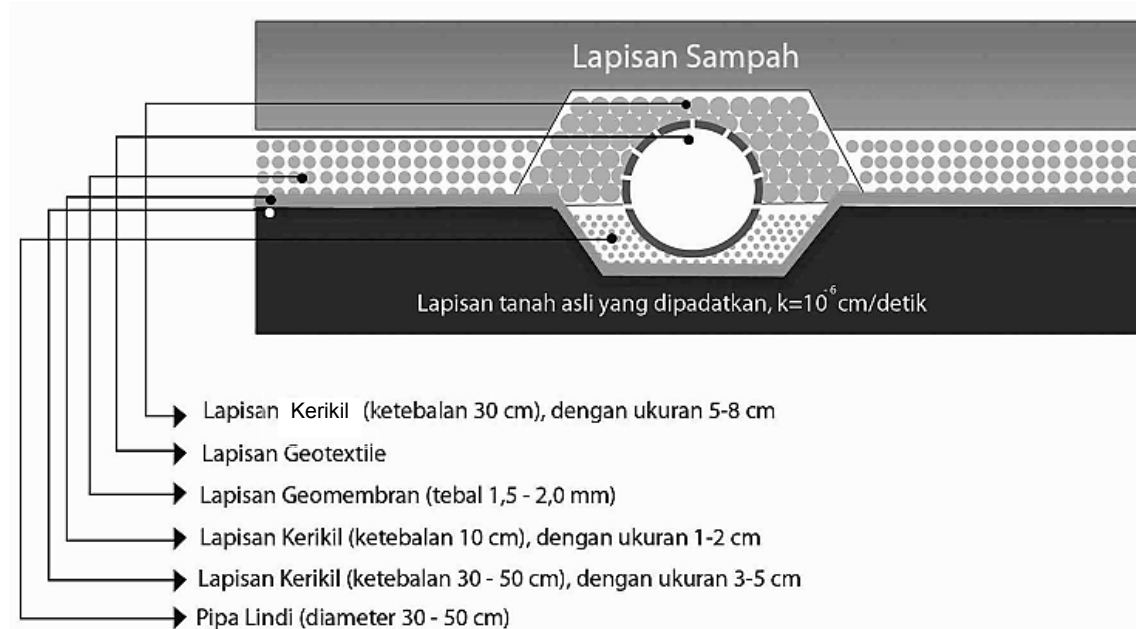 Lapisan Sampah
Lapisan tanah asli yang dipadatkan, k=10⁻⁶ cm/detik
Lapisan Kerikil (ketebalan 30 cm), dengan ukuran 5-8 cm
Lapisan Geotextile
Lapisan Geomembran (tebal 1,5 - 2,0 mm)
Lapisan Kerikil (ketebalan 10 cm), dengan ukuran 1-2 cm
Lapisan Kerikil (ketebalan 30 - 50 cm), dengan ukuran 3-5 cm
Pipa Lindi (diameter 30 - 50 cm)